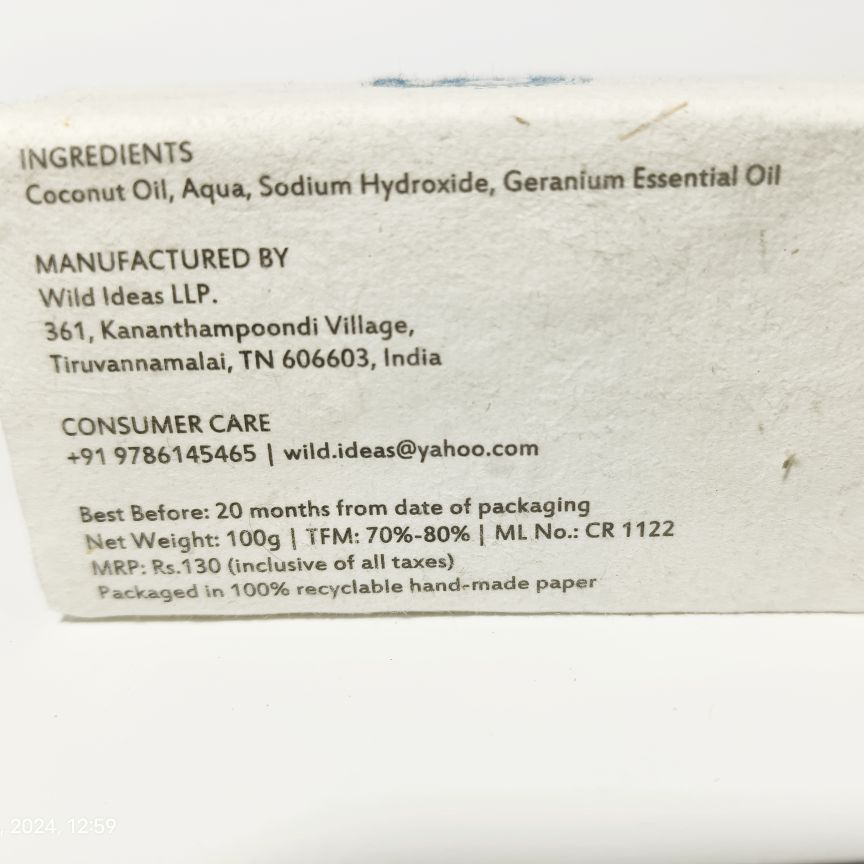 INGREDIENTS
Coconut Oil, Aqua, Sodium Hydroxide, Geranium Essential Oil
MANUFACTURED BY
Wild Ideas LLP.
361, Kananthampoondi Village,
Tiruvannamalai, TN 606603, India
CONSUMER CARE
+91 9786145465 | wild.ideas@yahoo.com
Best Before: 20 months from date of packaging
Net Weight: 100g | TFM: 70%-80% | ML No.: CR 1122
MRP: Rs.130 (inclusive of all taxes)
Packaged in 100% recyclable hand-made paper
, 2024, 12:59